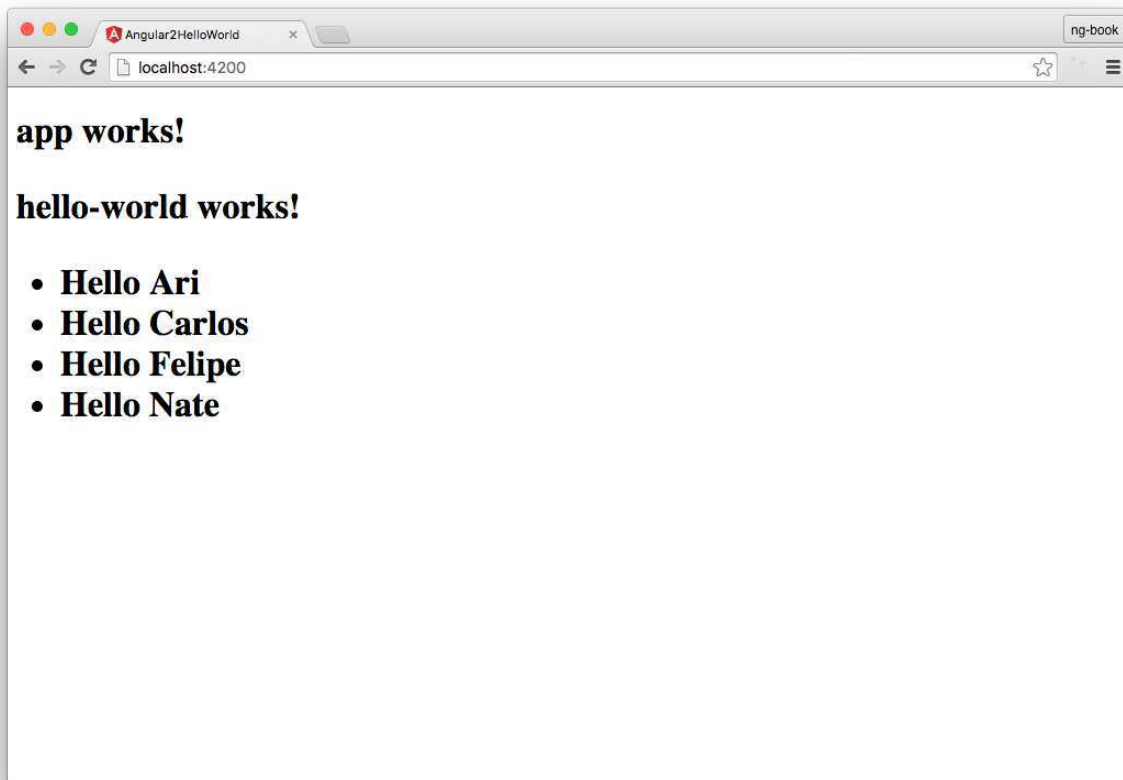 Angular2HelloWorld
ng-book
localhost:4200
app works!
hello-world works!
• Hello Ari
• Hello Carlos
• Hello Felipe
• Hello Nate